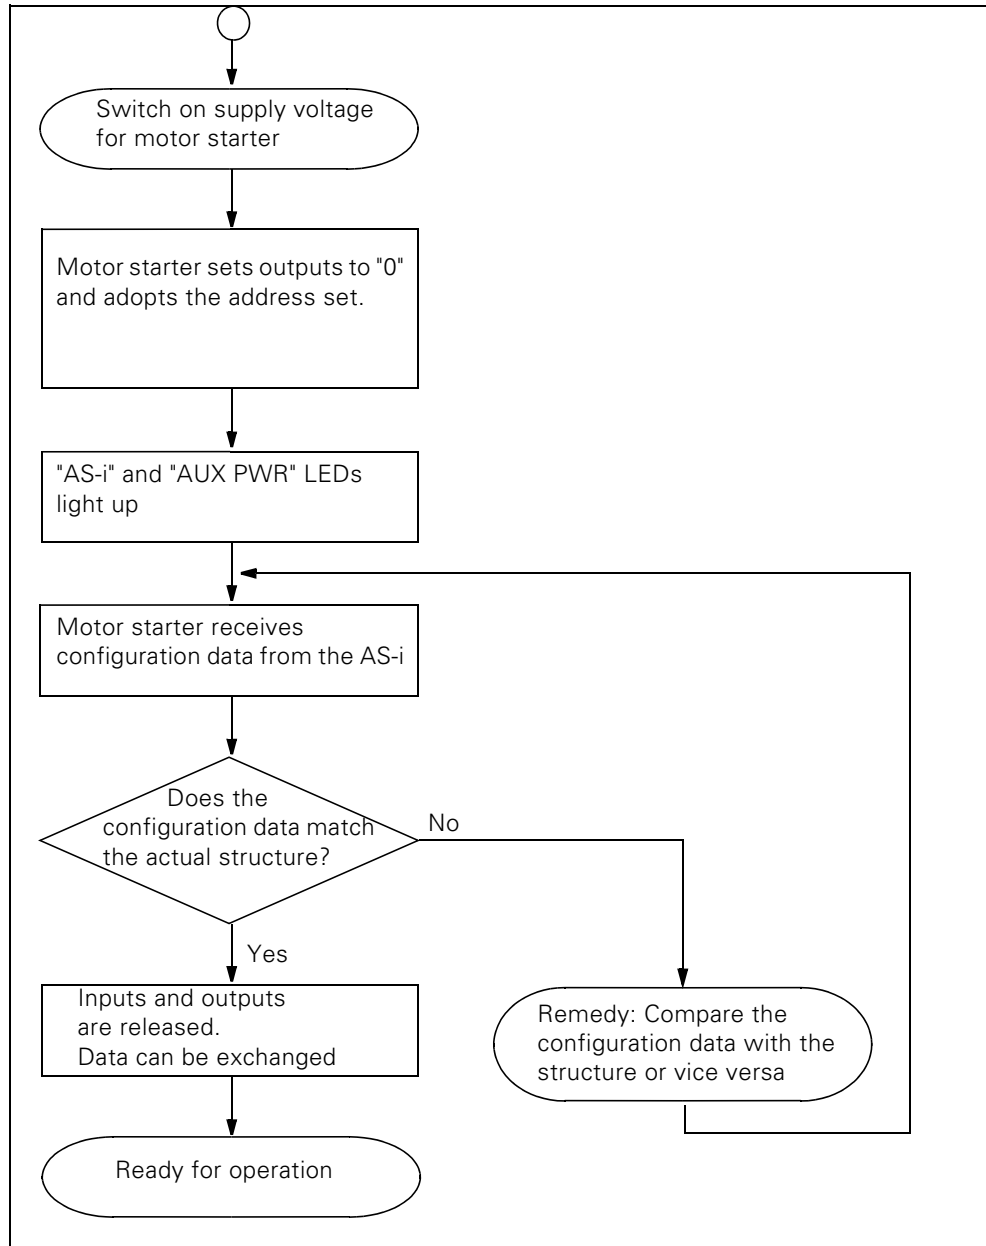 Switch on supply voltage
for motor starter
Motor starter sets outputs to "0"
and adopts the address set.
"AS-i" and "AUX PWR" LEDs
light up
Motor starter receives
configuration data from the AS-i
Does the
configuration data match
the actual structure?
No
Yes
Inputs and outputs
are released.
Data can be exchanged
Remedy: Compare the
configuration data with the
structure or vice versa
Ready for operation